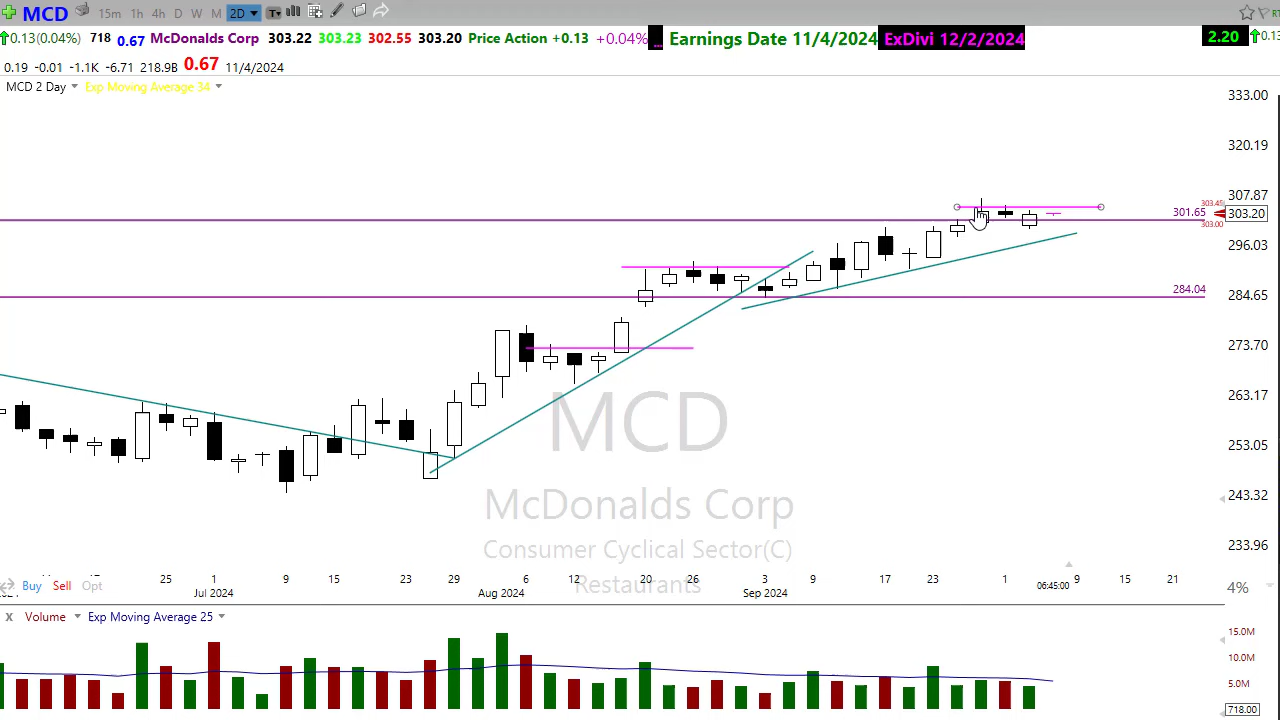 MCD 15m 1h 4h D W M 2D T
0.13(0.04%) 718 0.67 McDonalds Corp 303.22 303.23 302.55 303.20 Price Action +0.13 +0.04% ... Earnings Date 11/4/2024 ExDivi 12/2/2024 2.20 0.13
0.19 -0.01 -1.1K -6.71 218.9B 0.67 11/4/2024
MCD 2 Day Exp Moving Average 34
333.00
320.19
307.87
303.45
301.65 303.20
303.00
296.03
284.04
284.65
273.70
263.17
253.05
243.32
233.96
MCD
McDonalds Corp
Consumer Cyclical Sector(C)
Restaurants
25 1 9 15 23 29 6 12 20 26 3 9 17 23 1 9 15 21
Buy Sell Opt 06:45:00 4%
Jul 2024 Aug 2024 Sep 2024
X Volume Exp Moving Average 25
15.0M
10.0M
5.0M
718.00